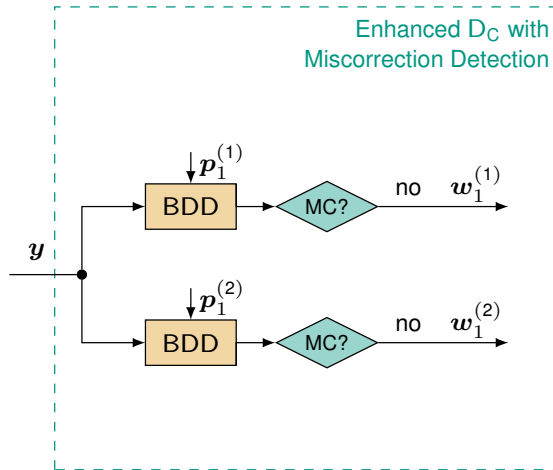 Enhanced D_C with
Miscorrection Detection
p_1^{(1)}
BDD
MC?
no
w_1^{(1)}
y
p_1^{(2)}
BDD
MC?
no
w_1^{(2)}